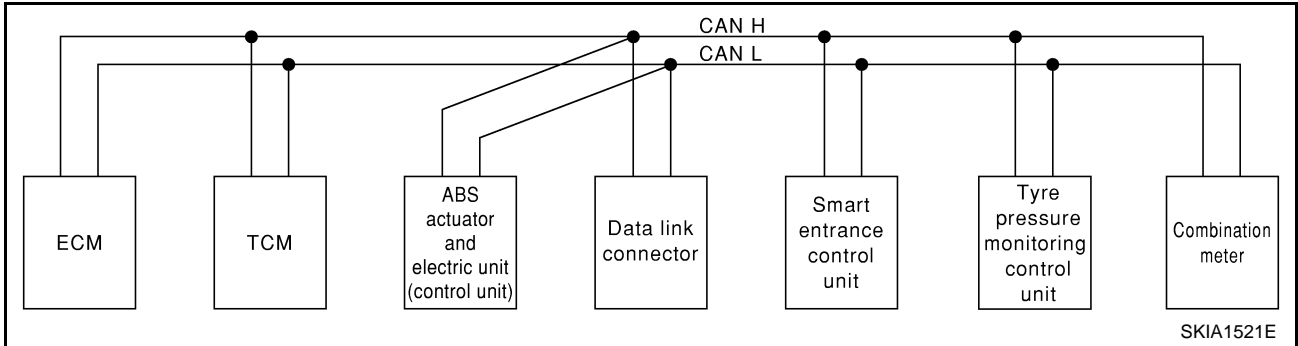 CAN H
CAN L
ECM
TCM
ABS
actuator
and
electric unit
(control unit)
Data link
connector
Smart
entrance
control
unit
Tyre
pressure
monitoring
control
unit
Combination
meter
SKIA1521E